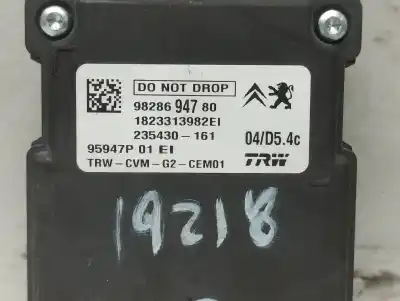 DO NOT DROP
98286 947 80
1823313982EI
235430-161
04/D5.4c
95947P 01 EI
TRW
TRW-CVM-G2-CEM01
19218